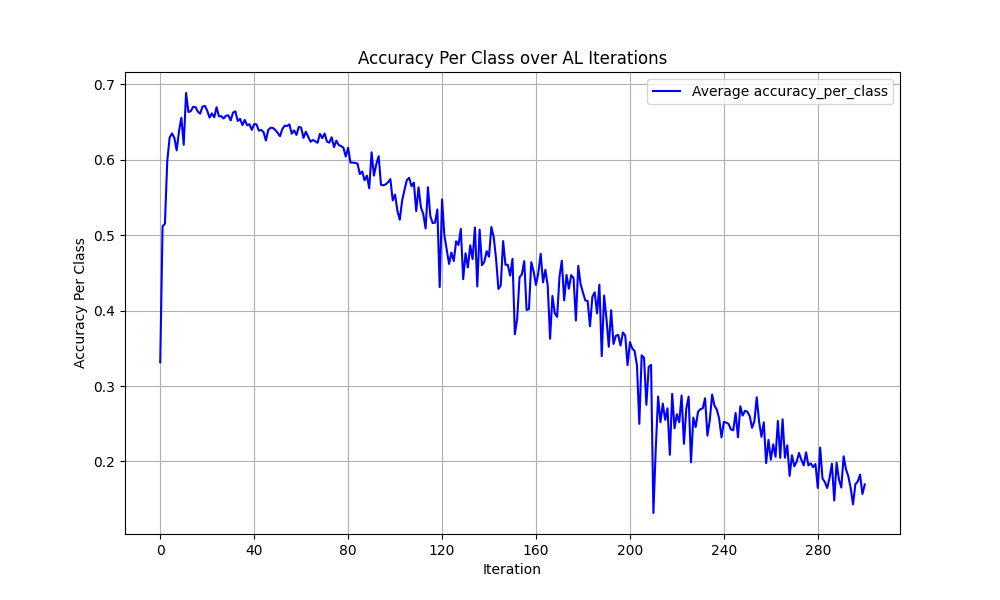 Accuracy Per Class over AL Iterations
Average accuracy_per_class
Accuracy Per Class
0.7
0.6
0.5
0.4
0.3
0.2
0 40 80 120 160 200 240 280
Iteration